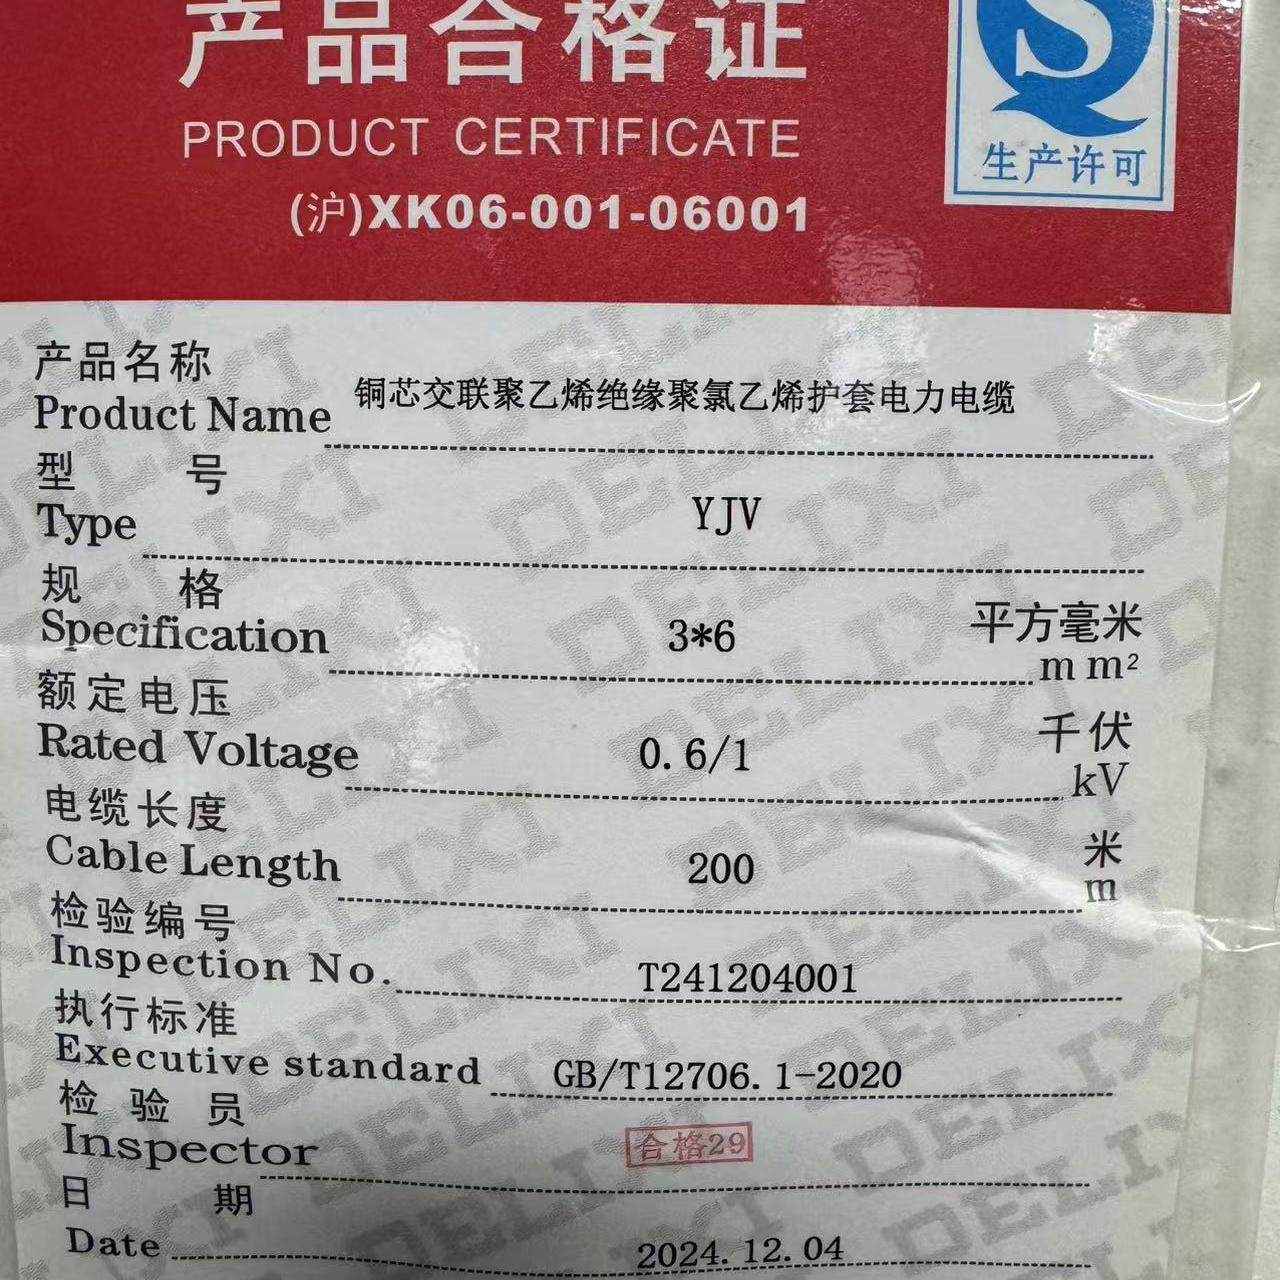 产品合格证
PRODUCT CERTIFICATE
(沪)XK06-001-06001
S
生产许可
产品名称
Product Name 铜芯交联聚乙烯绝缘聚氯乙烯护套电力电缆
型 号
Type YJV
规 格 平方毫米
Specification 3*6 mm²
额定电压 千伏
Rated Voltage 0.6/1 kV
电缆长度 米
Cable Length 200 m
检验编号
Inspection No. T241204001
执行标准
Executive standard GB/T12706.1-2020
检 验 员
Inspector 合格29
日 期
Date 2024.12.04
DELIXI